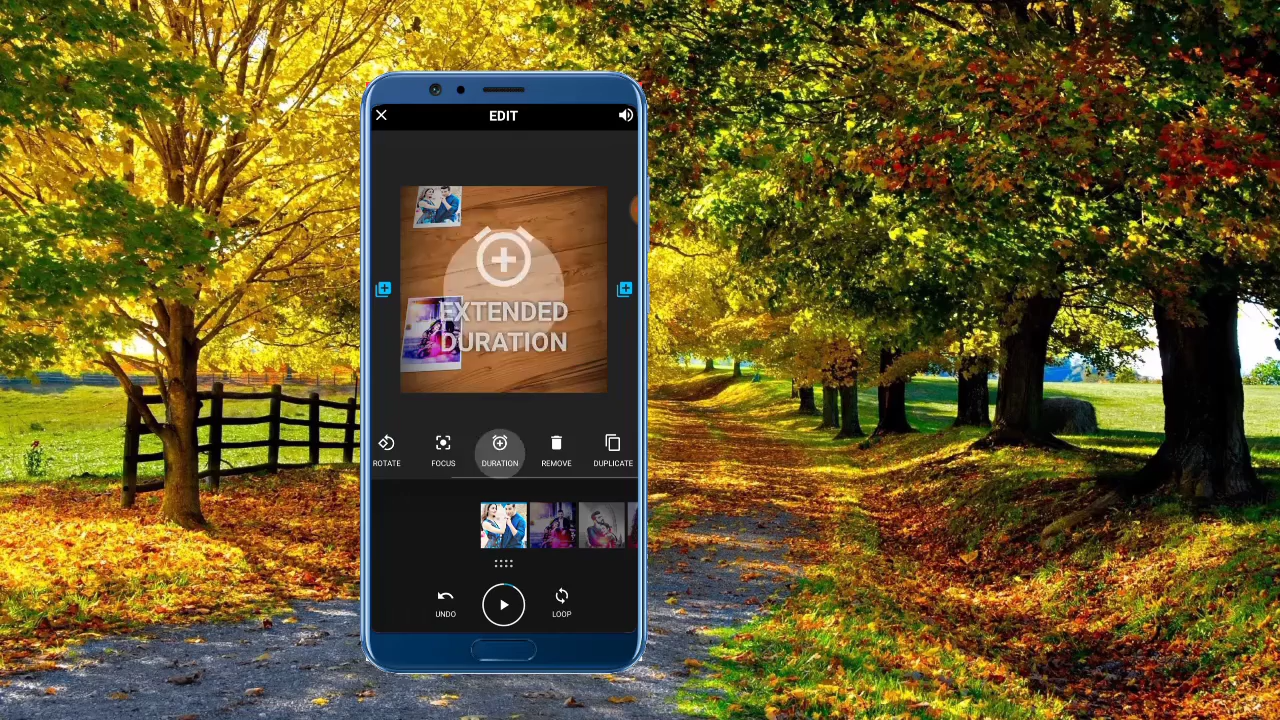 EDIT
EXTENDED
DURATION
ROTATE FOCUS DURATION REMOVE DUPLICATE
UNDO LOOP